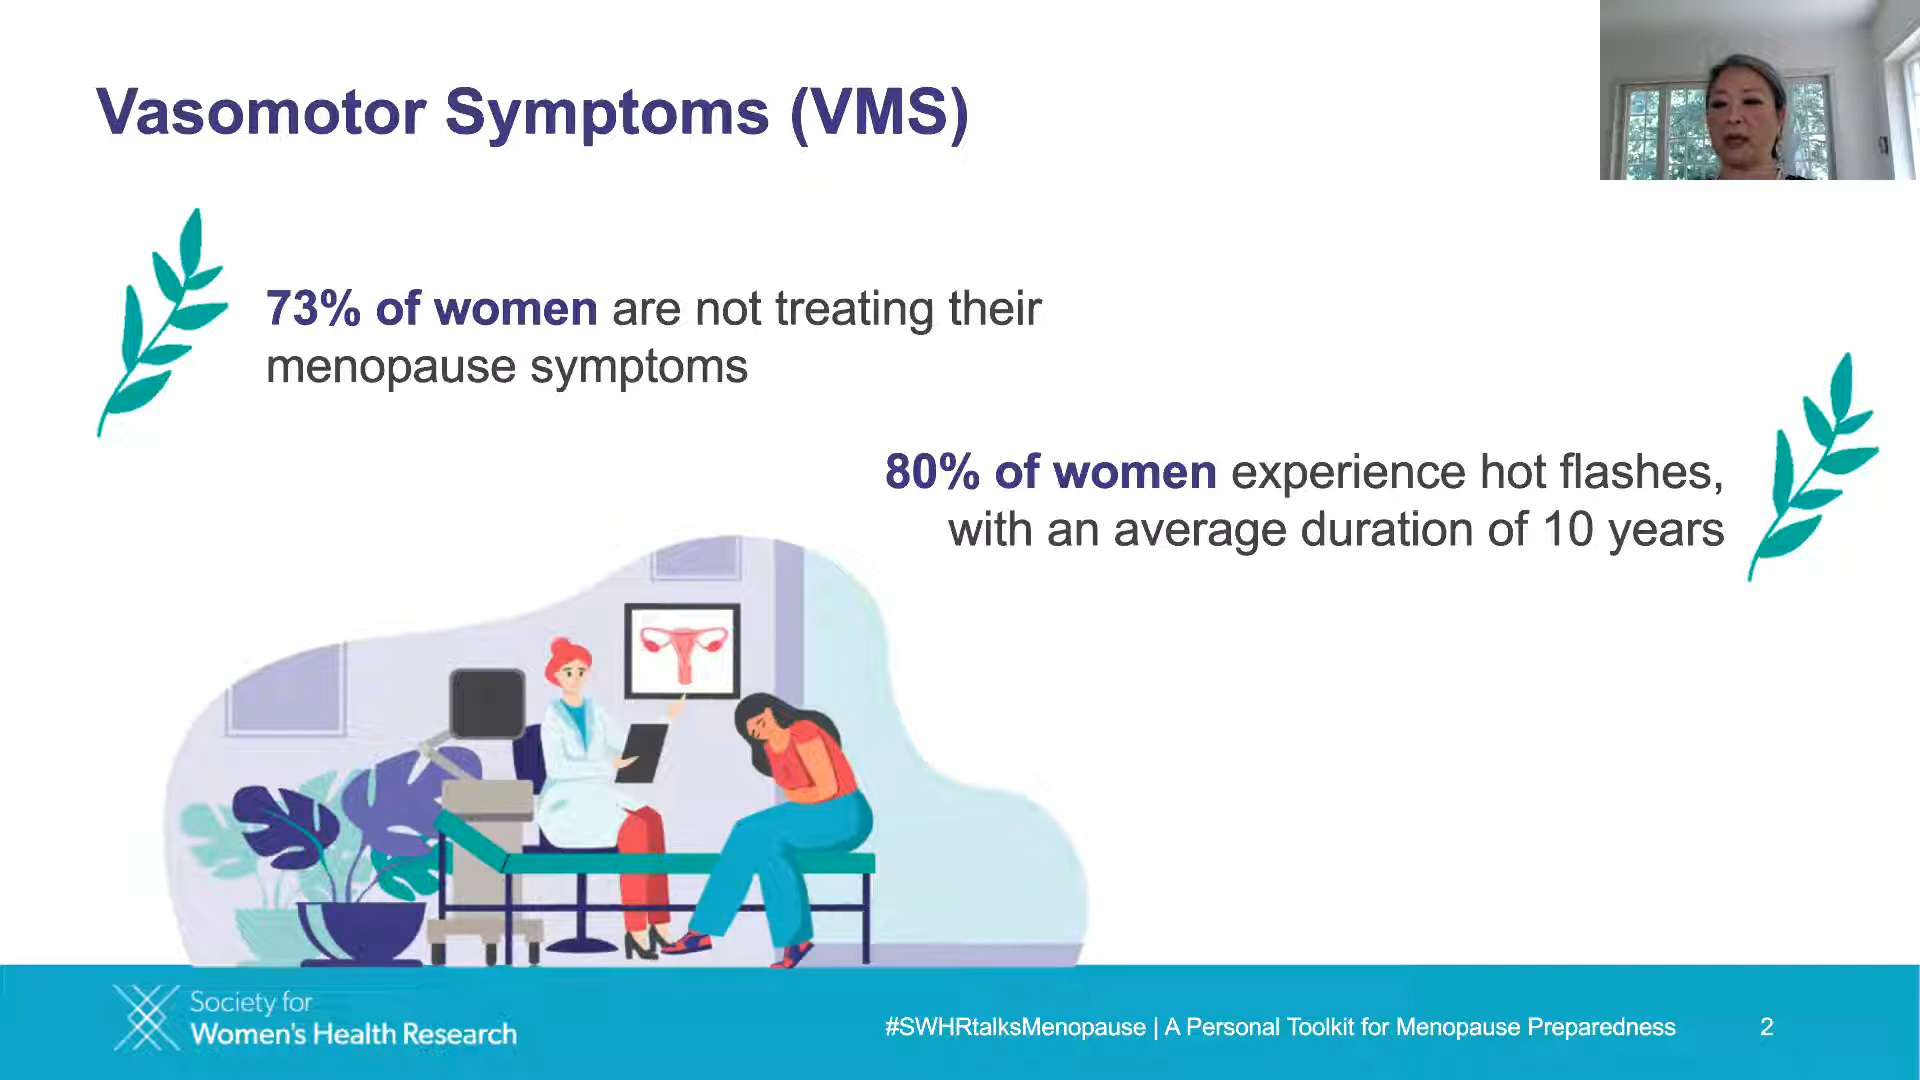 Vasomotor Symptoms (VMS)
73% of women are not treating their
menopause symptoms
80% of women experience hot flashes,
with an average duration of 10 years
Society for
Women's Health Research
#SWHRtalksMenopause | A Personal Toolkit for Menopause Preparedness
2